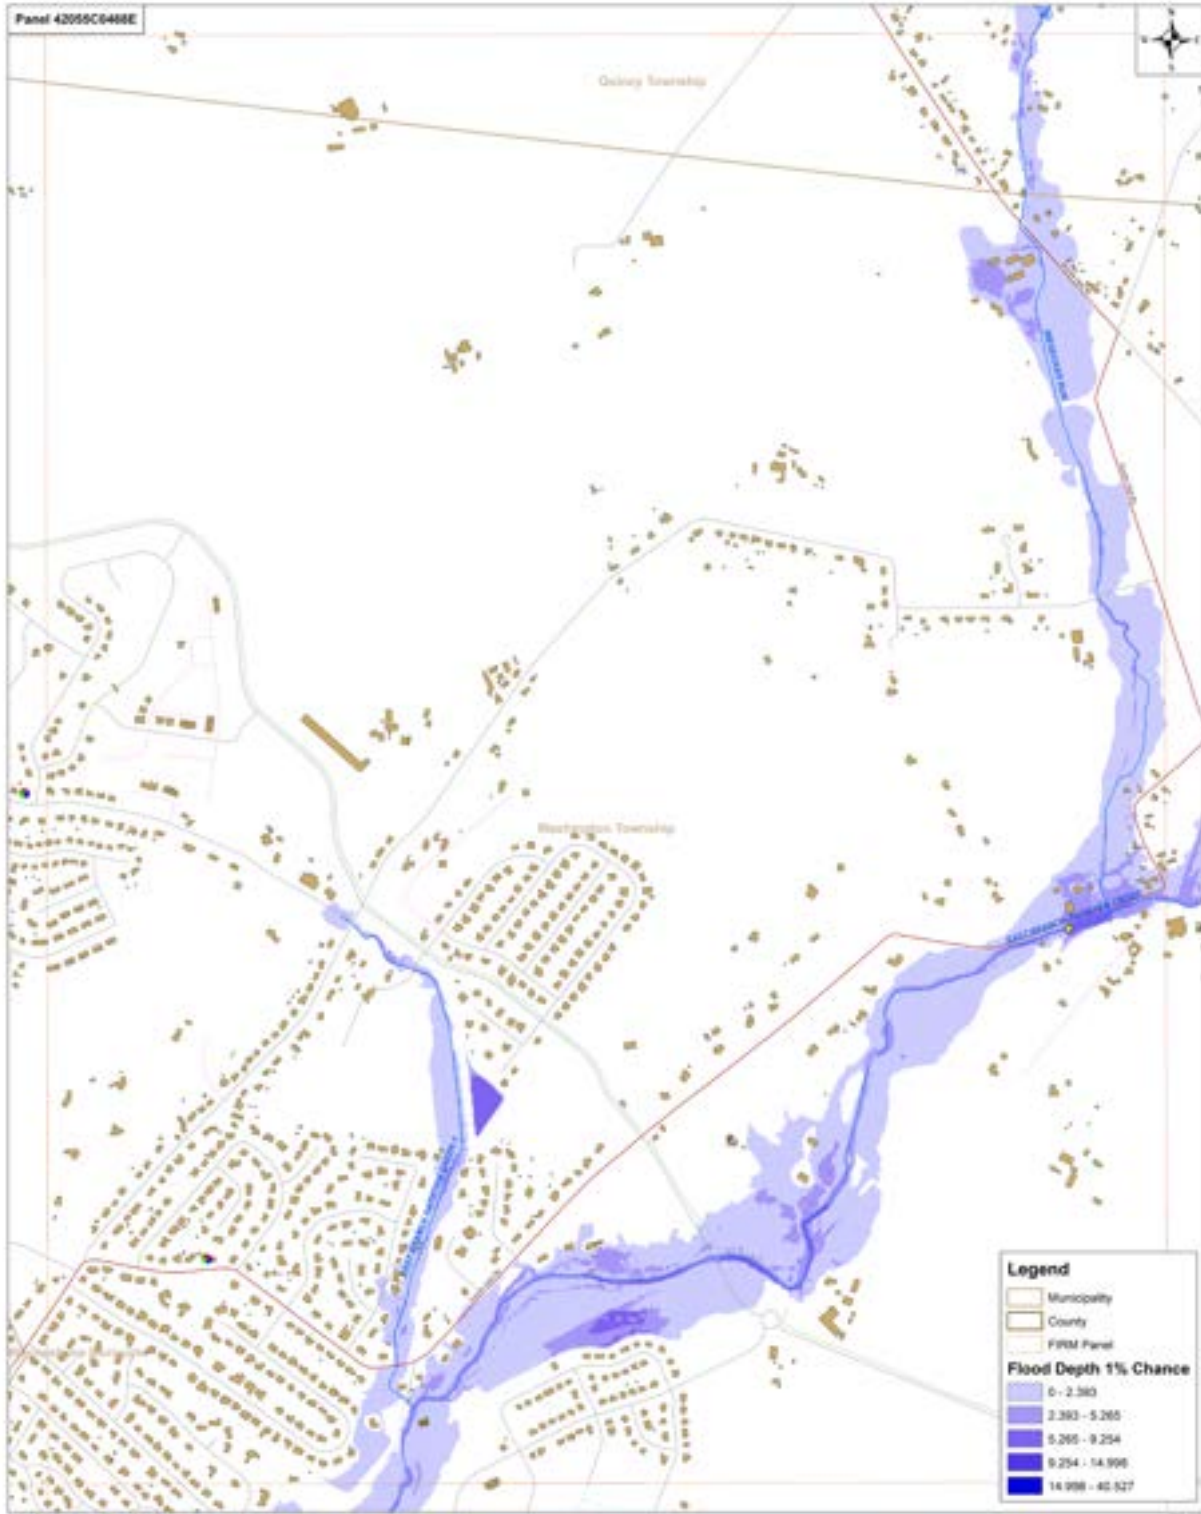 Panel 42055C0488E
Quincy Township
Washington Township
Legend
Municipality
County
FIRM Panel
Flood Depth 1% Chance
0 - 2.393
2.393 - 5.265
5.265 - 9.254
9.254 - 14.998
14.998 - 40.527